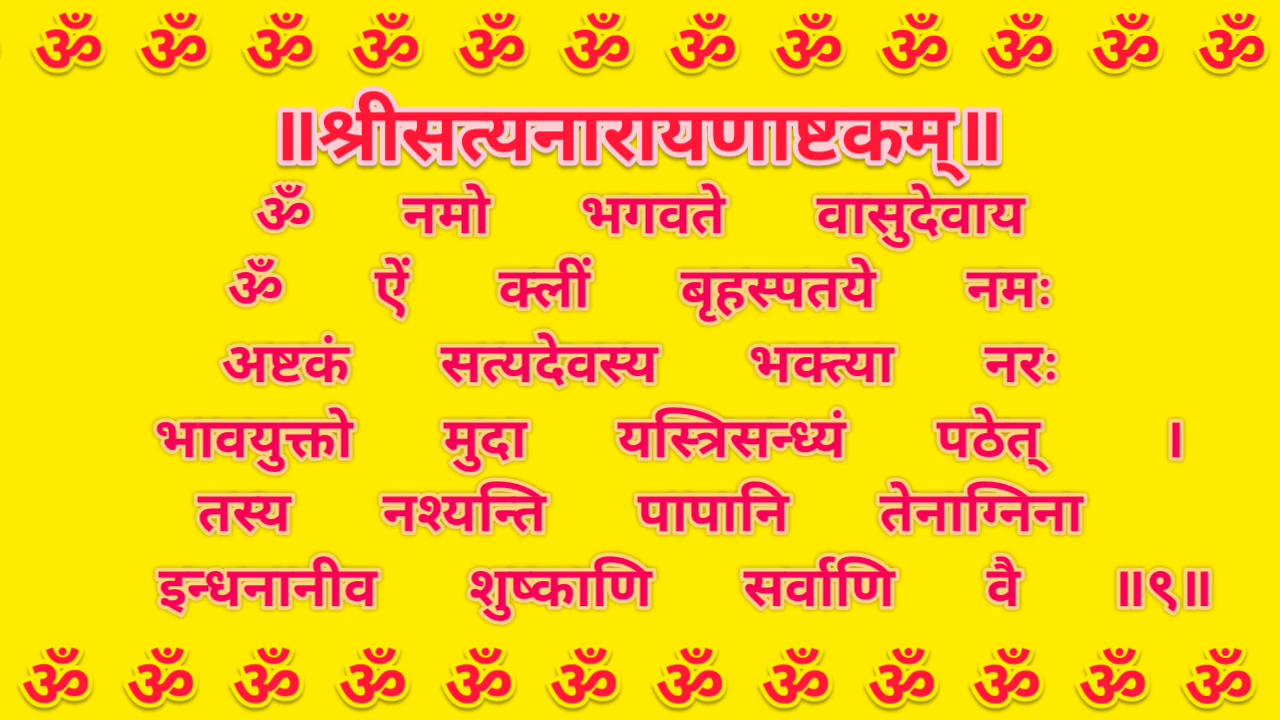 ॐ ॐ ॐ ॐ ॐ ॐ ॐ ॐ ॐ ॐ ॐ ॐ
॥श्रीसत्यनारायणाष्टकम्॥
ॐ नमो भगवते वासुदेवाय
ॐ ऐं क्लीं बृहस्पतये नमः
अष्टकं सत्यदेवस्य भक्त्या नरः
भावयुक्तो मुदा यस्त्रिसन्ध्यं पठेत् ।
तस्य नश्यन्ति पापानि तेनाग्निना
इन्धनानीव शुष्काणि सर्वाणि वै ॥९॥
ॐ ॐ ॐ ॐ ॐ ॐ ॐ ॐ ॐ ॐ ॐ ॐ